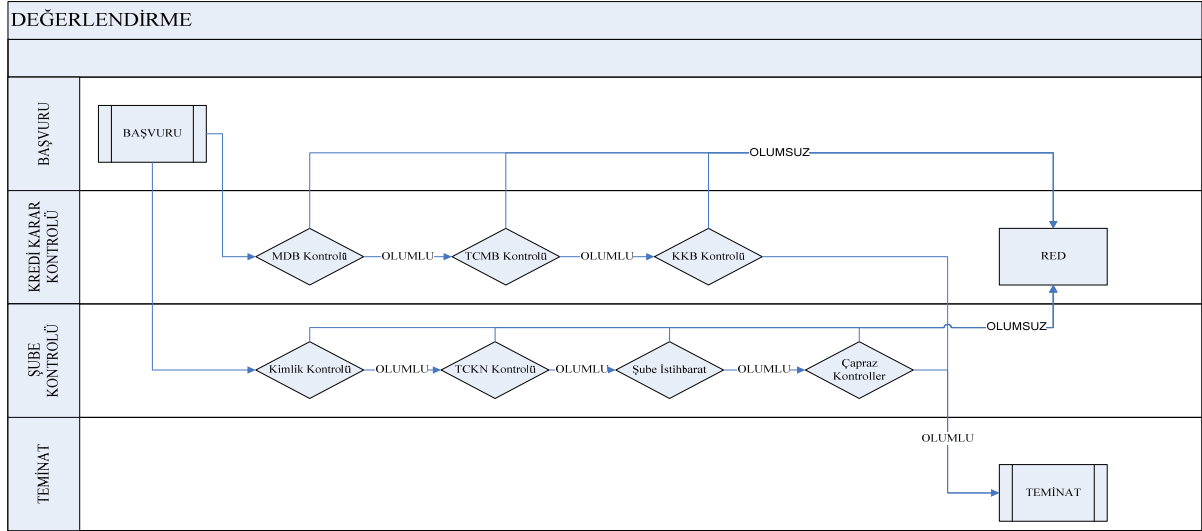 DEĞERLENDİRME
BAŞVURU
BAŞVURU
OLUMSUZ
KREDİ KARAR
KONTROLÜ
MDB Kontrolü
OLUMLU
TCMB Kontrolü
OLUMLU
KKB Kontrolü
RED
ŞUBE
KONTROLÜ
OLUMSUZ
Kimlik Kontrolü
OLUMLU
TCKN Kontrolü
OLUMLU
Şube İstihbarat
OLUMLU
Çapraz
Kontroller
TEMİNAT
OLUMLU
TEMİNAT